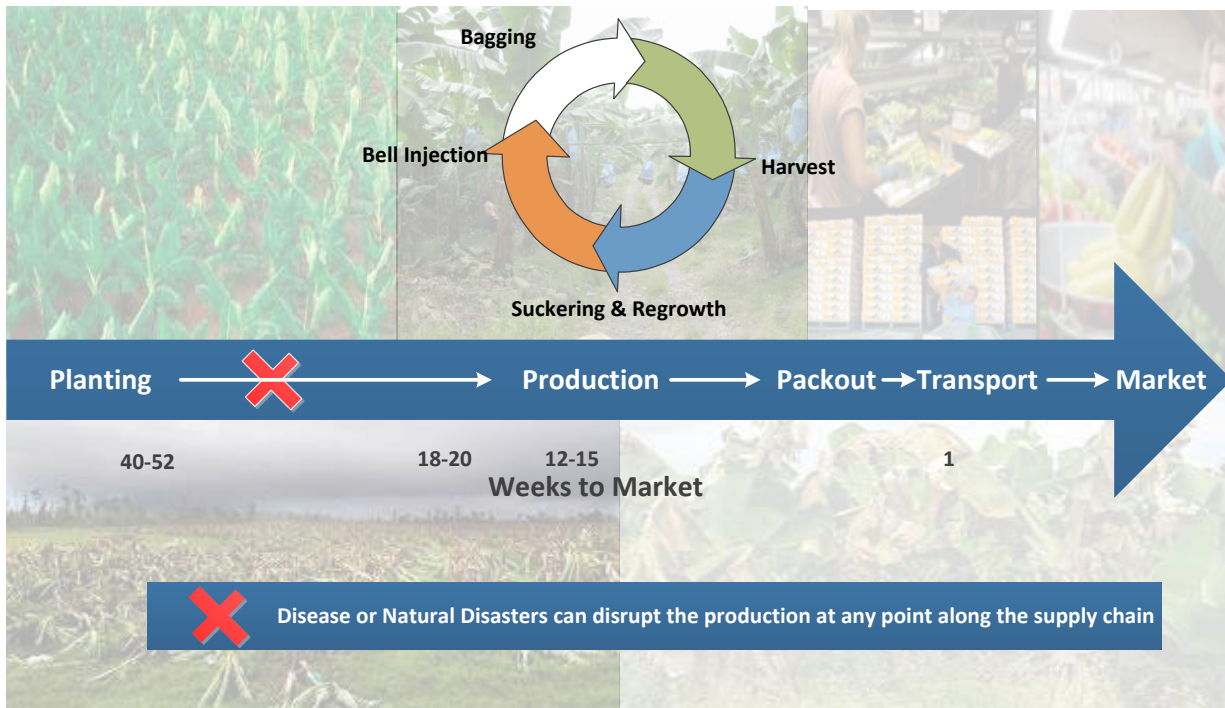 Bagging
Bell Injection
Harvest
Suckering & Regrowth
Planting Production Packout Transport Market
40-52 18-20 12-15 1
Weeks to Market
Disease or Natural Disasters can disrupt the production at any point along the supply chain